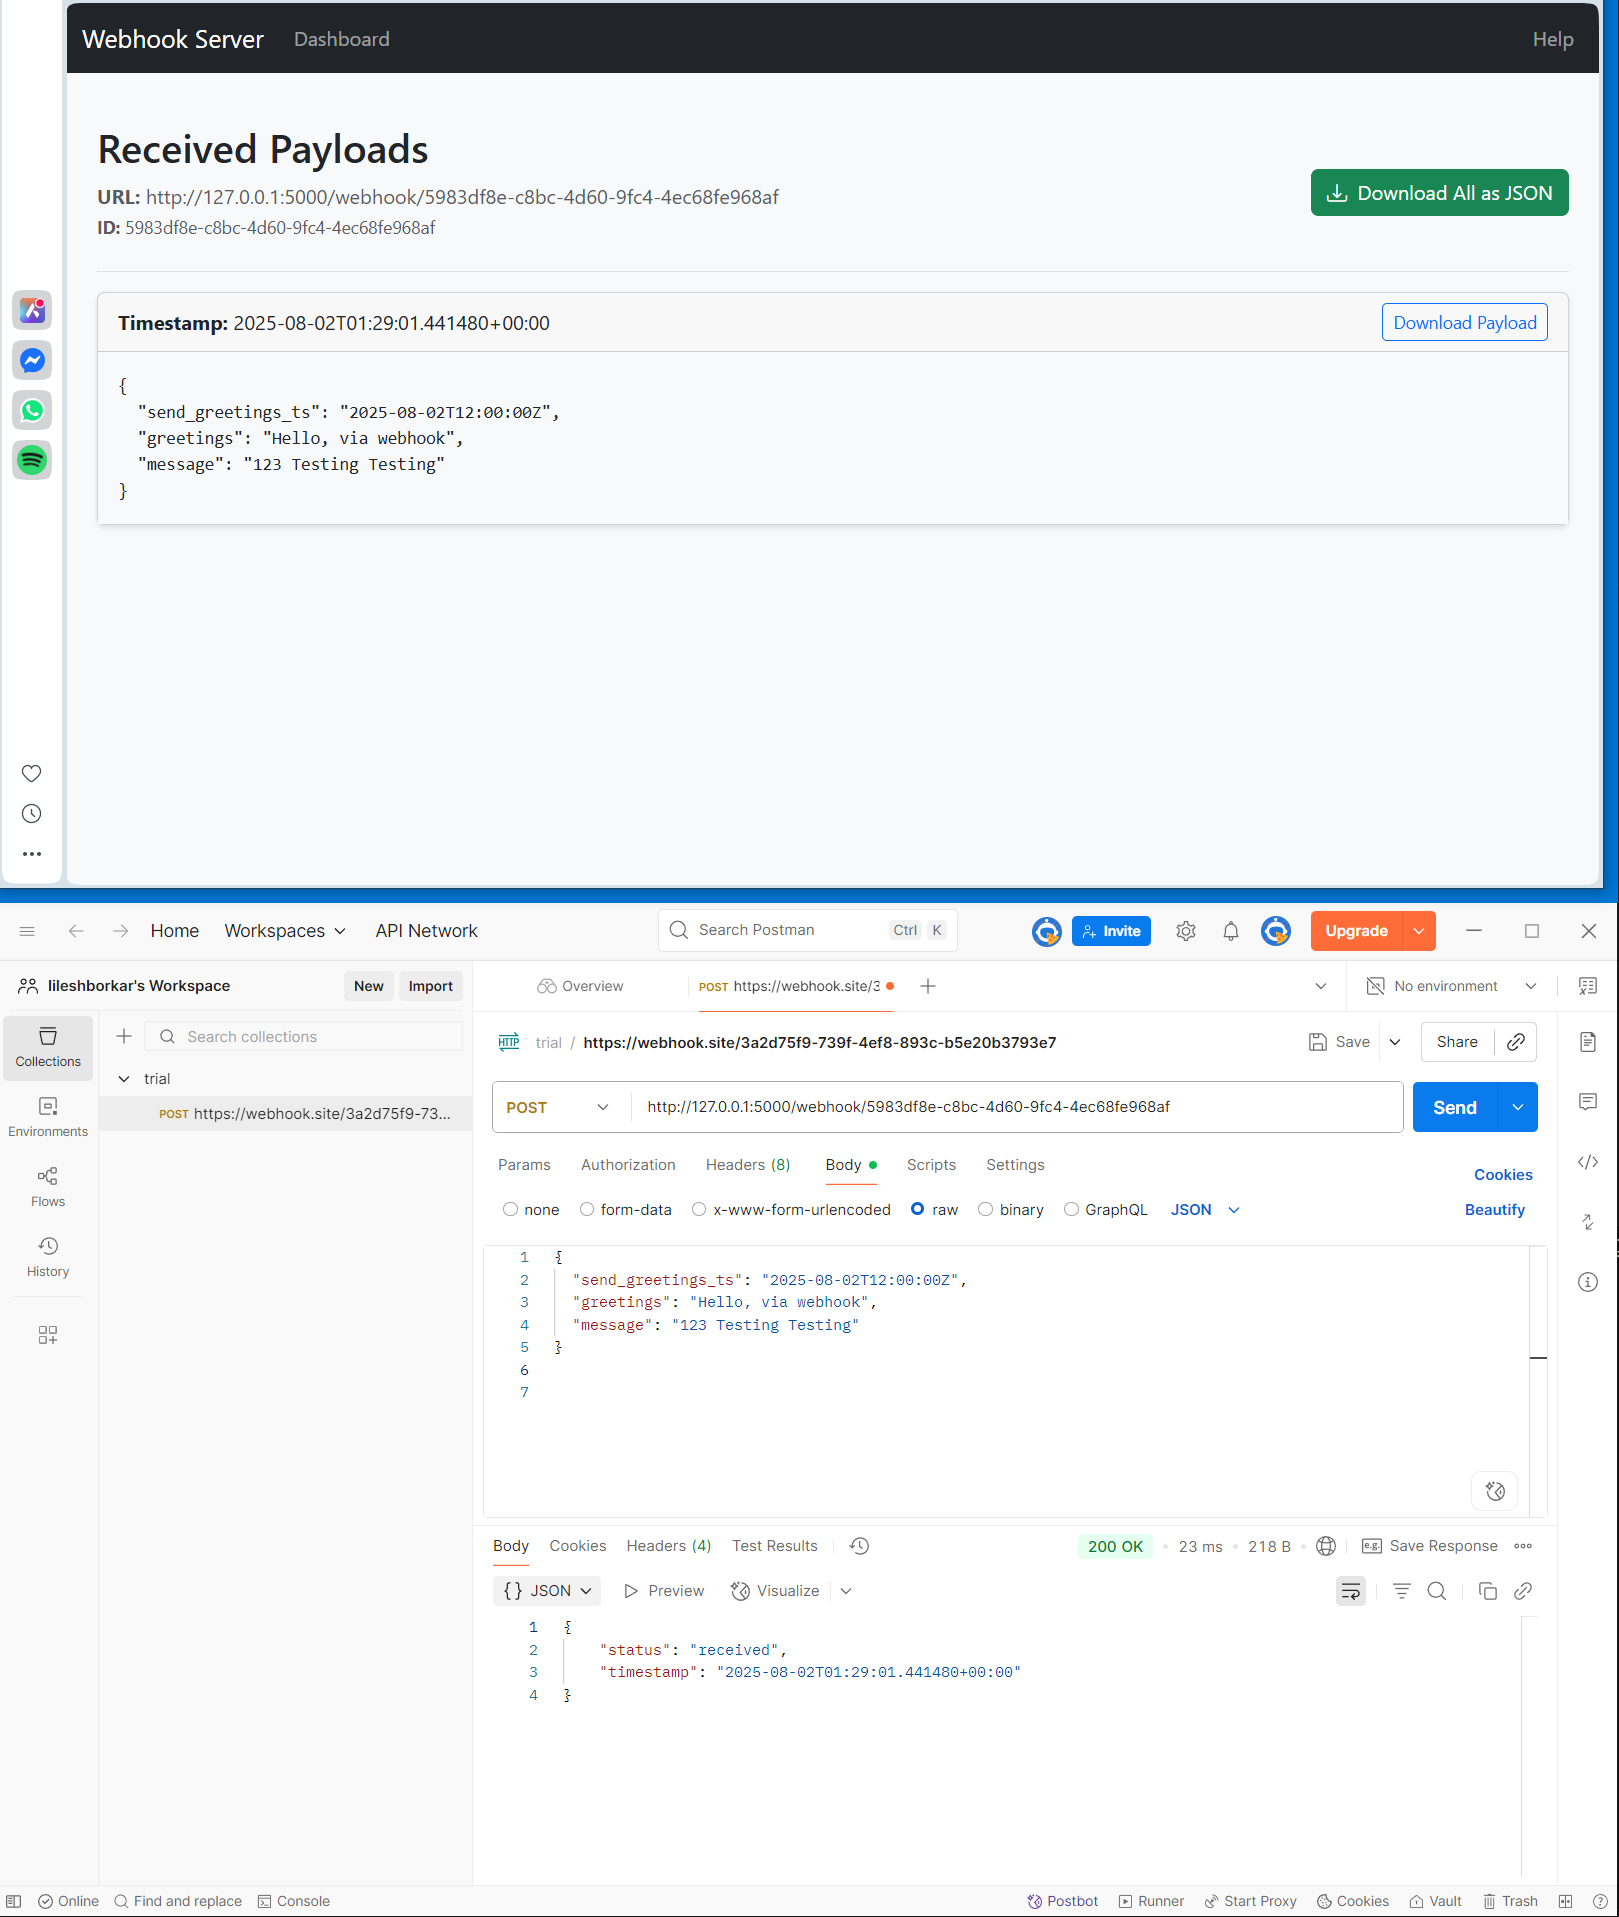 Webhook Server Dashboard Help
Received Payloads
URL: http://127.0.0.1:5000/webhook/5983df8e-c8bc-4d60-9fc4-4ec68fe968af
ID: 5983df8e-c8bc-4d60-9fc4-4ec68fe968af
Download All as JSON
Timestamp: 2025-08-02T01:29:01.441480+00:00
Download Payload
{
"send_greetings_ts": "2025-08-02T12:00:00Z",
"greetings": "Hello, via webhook",
"message": "123 Testing Testing"
}
Home Workspaces API Network Search Postman Ctrl K Invite Upgrade
lileshborkar's Workspace New Import
Overview POST https://webhook.site/3 No environment
Collections
Environments
Flows
History
Search collections
trial
POST https://webhook.site/3a2d75f9-73...
HTTP trial / https://webhook.site/3a2d75f9-739f-4ef8-893c-b5e20b3793e7 Save Share
POST http://127.0.0.1:5000/webhook/5983df8e-c8bc-4d60-9fc4-4ec68fe968af Send
Params Authorization Headers (8) Body Scripts Settings Cookies
none form-data x-www-form-urlencoded raw binary GraphQL JSON Beautify
1 {
2 "send_greetings_ts": "2025-08-02T12:00:00Z",
3 "greetings": "Hello, via webhook",
4 "message": "123 Testing Testing"
5 }
6
7
Body Cookies Headers (4) Test Results 200 OK • 23 ms • 218 B • e.g. Save Response
{} JSON Preview Visualize
1 {
2 "status": "received",
3 "timestamp": "2025-08-02T01:29:01.441480+00:00"
4 }
Online Find and replace Console Postbot Runner Start Proxy Cookies Vault Trash